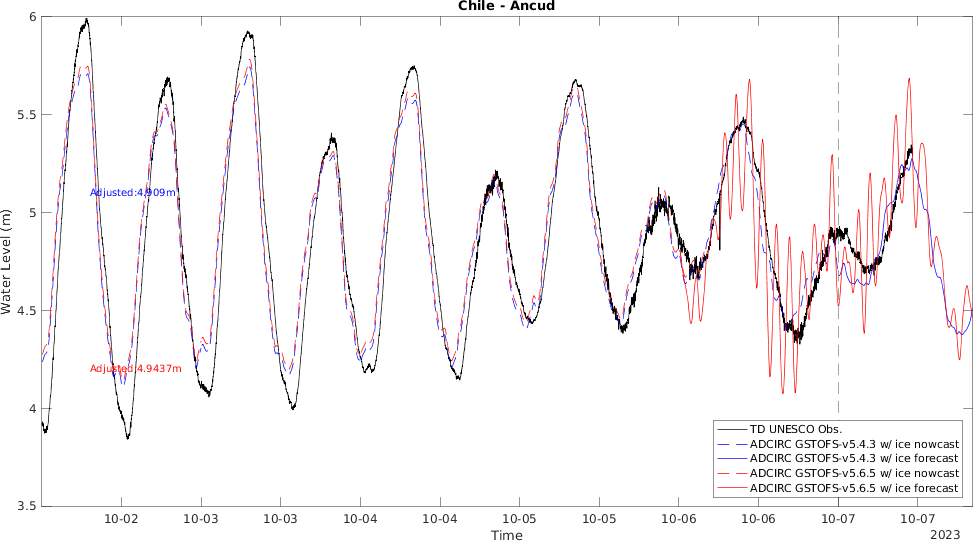 Chile - Ancud
6
5.5
5
4.5
4
3.5
Water Level (m)
Adjusted:4.909m
Adjusted:4.9437m
TD UNESCO Obs.
ADCIRC GSTOFS-v5.4.3 w/ ice nowcast
ADCIRC GSTOFS-v5.4.3 w/ ice forecast
ADCIRC GSTOFS-v5.6.5 w/ ice nowcast
ADCIRC GSTOFS-v5.6.5 w/ ice forecast
10-02 10-03 10-03 10-04 10-04 10-05 10-05 10-06 10-06 10-07 10-07
Time
2023